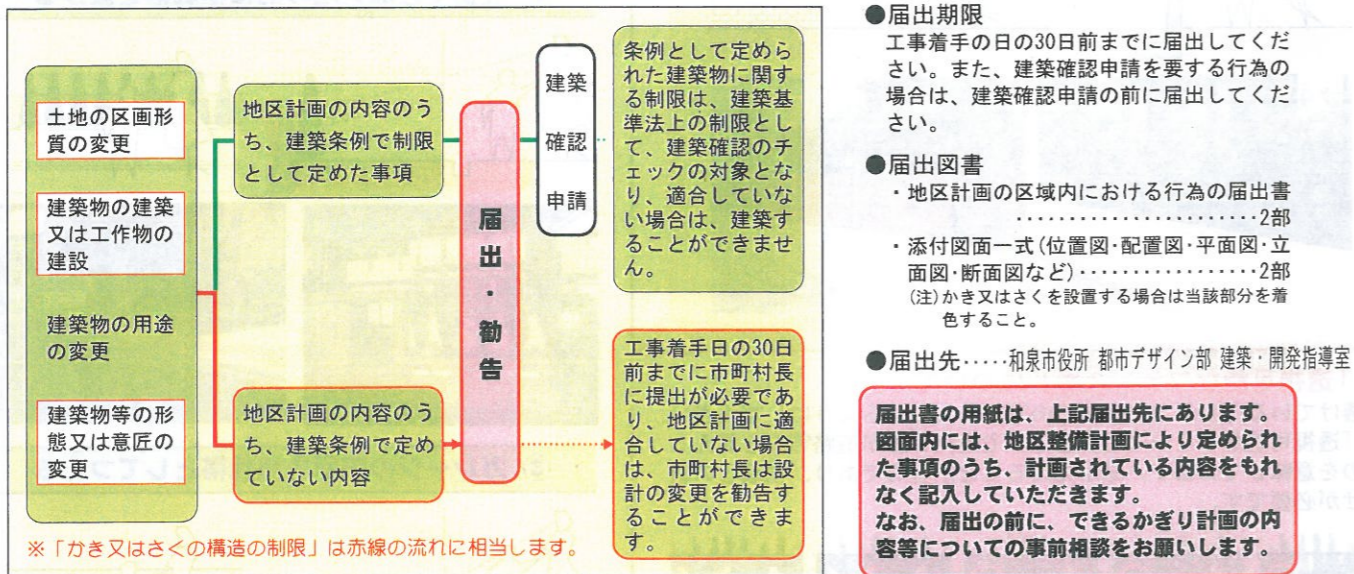 土地の区画形
質の変更
建築物の建築
又は工作物の
建設
建築物の用途
の変更
建築物等の形
態又は意匠の
変更
地区計画の内容のう
ち、建築条例で制限
として定めた事項
地区計画の内容のう
ち、建築条例で定め
ていない内容
届出・勧告
建築
確認
申請
条例として定めら
れた建築物に関す
る制限は、建築基
準法上の制限とし
て、建築確認のチ
ェックの対象とな
り、適合していな
い場合は、建築す
ることができませ
ん。
工事着手日の30日
前までに市町村長
に提出が必要であ
り、地区計画に適
合していない場合
は、市町村長は設
計の変更を勧告す
ることができま
す。
※「かき又はさくの構造の制限」は赤線の流れに相当します。
●届出期限
工事着手の日の30日前までに届出してくだ
さい。また、建築確認申請を要する行為の
場合は、建築確認申請の前に届出してくだ
さい。
●届出図書
・地区計画の区域内における行為の届出書
・・・・・・・・・・・・・・・・・・・・・・・2部
・添付図面一式(位置図・配置図・平面図・立
面図・断面図など)・・・・・・・・・・・・・・・・・2部
(注)かき又はさくを設置する場合は当該部分を着
色すること。
●届出先・・・・・和泉市役所 都市デザイン部 建築・開発指導室
届出書の用紙は、上記届出先にあります。
図面内には、地区整備計画により定められ
た事項のうち、計画されている内容をもれ
なく記入していただきます。
なお、届出の前に、できるかぎり計画の内
容等についての事前相談をお願いします。